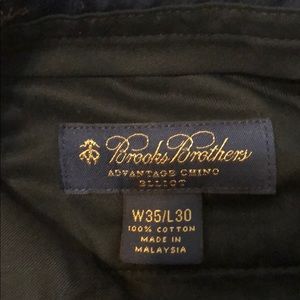 Brooks Brothers
ADVANTAGE CHINO
ELLIOT
W35/L30
100% COTTON
MADE IN
MALAYSIA